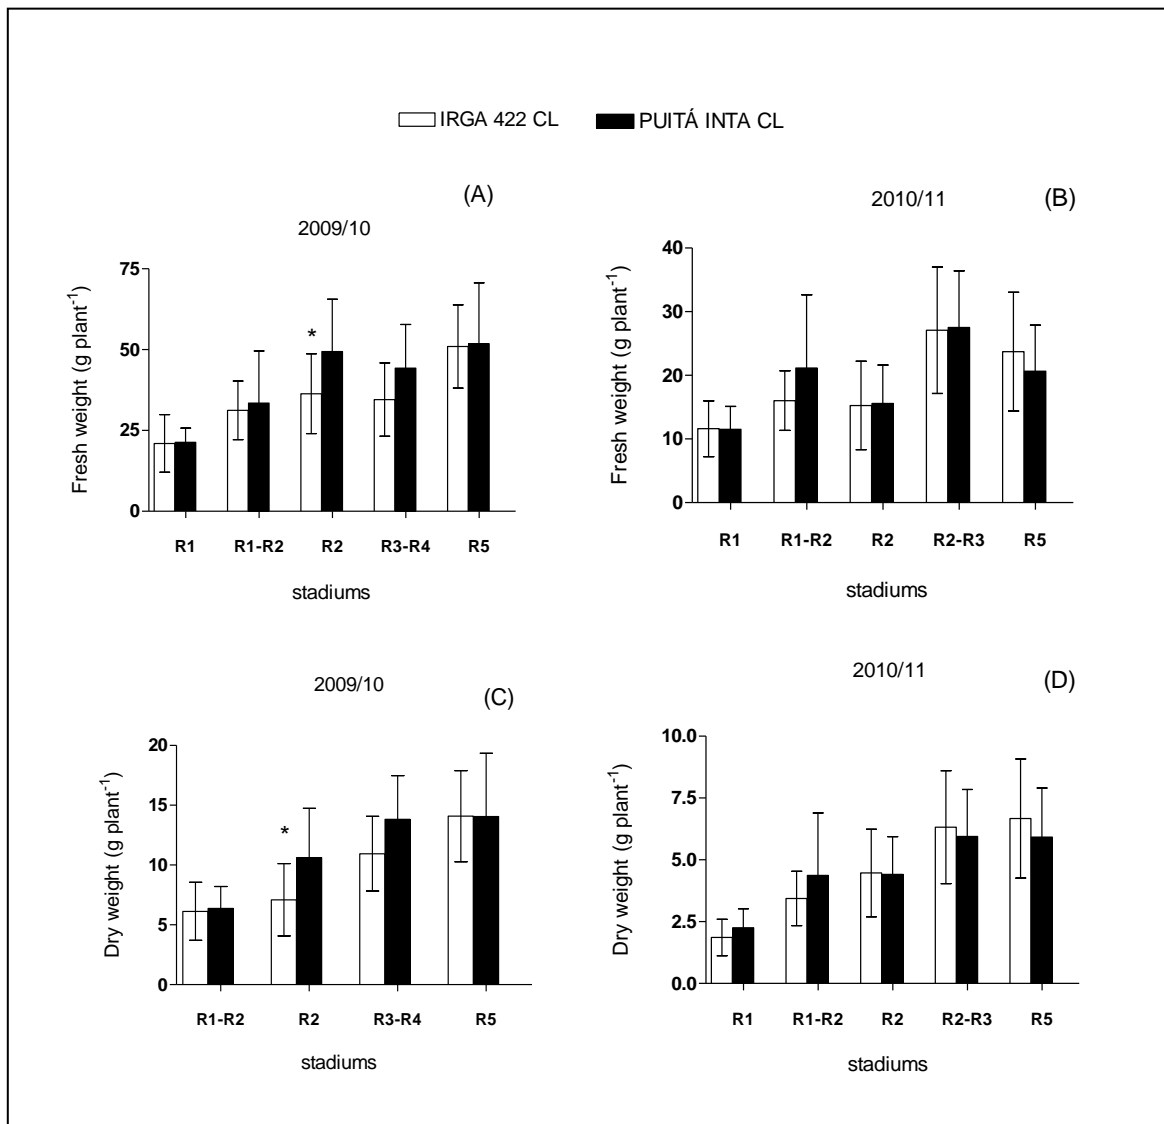 IRGA 422 CL PUITÁ INTA CL
(A)
2009/10
Fresh weight (g plant⁻¹)
75
50
25
0
*
R1 R1-R2 R2 R3-R4 R5
stadiums
(B)
2010/11
Fresh weight (g plant⁻¹)
40
30
20
10
0
R1 R1-R2 R2 R2-R3 R5
stadiums
(C)
2009/10
Dry weight (g plant⁻¹)
20
15
10
5
0
*
R1-R2 R2 R3-R4 R5
stadiums
(D)
2010/11
Dry weight (g plant⁻¹)
10.0
7.5
5.0
2.5
0.0
R1 R1-R2 R2 R2-R3 R5
stadiums